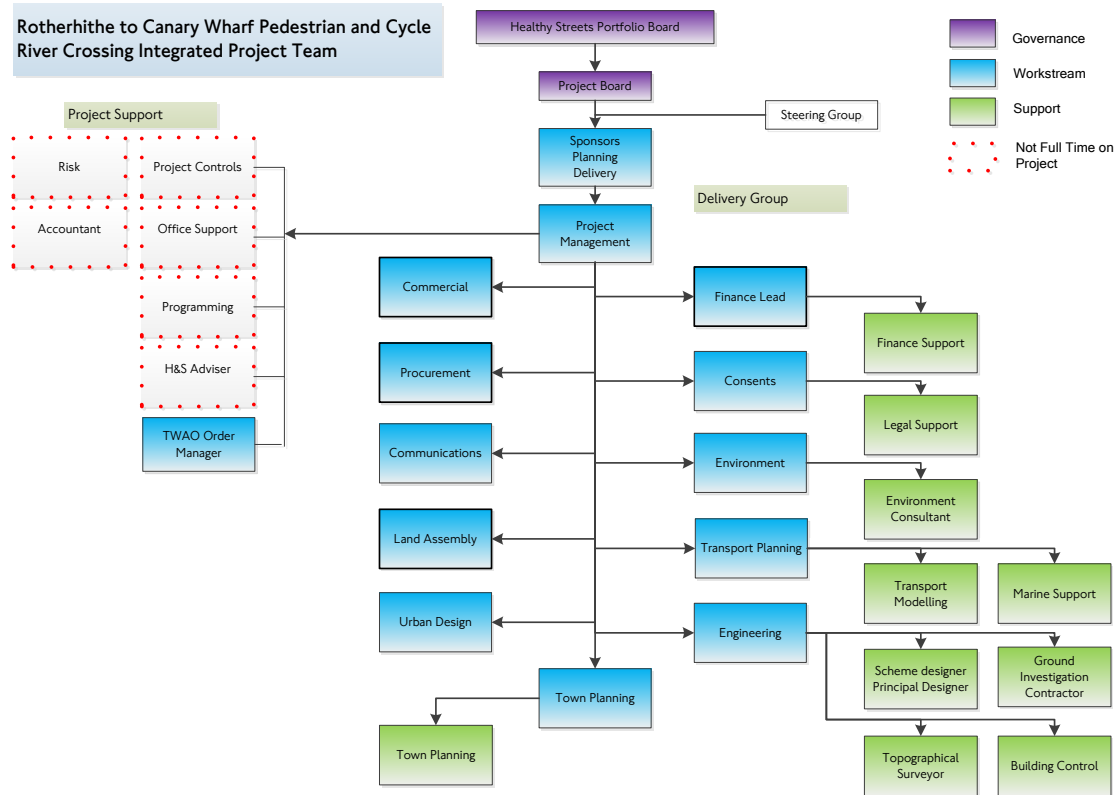 Rotherhithe to Canary Wharf Pedestrian and Cycle
River Crossing Integrated Project Team
Healthy Streets Portfolio Board
Project Board
Steering Group
Sponsors
Planning
Delivery
Project
Management
Governance
Workstream
Support
Not Full Time on
Project
Project Support
Risk
Project Controls
Accountant
Office Support
Programming
H&S Adviser
TWAO Order
Manager
Delivery Group
Commercial
Finance Lead
Finance Support
Procurement
Consents
Legal Support
Communications
Environment
Environment
Consultant
Land Assembly
Transport Planning
Transport
Modelling
Marine Support
Urban Design
Engineering
Scheme designer
Principal Designer
Ground
Investigation
Contractor
Town Planning
Town Planning
Topographical
Surveyor
Building Control